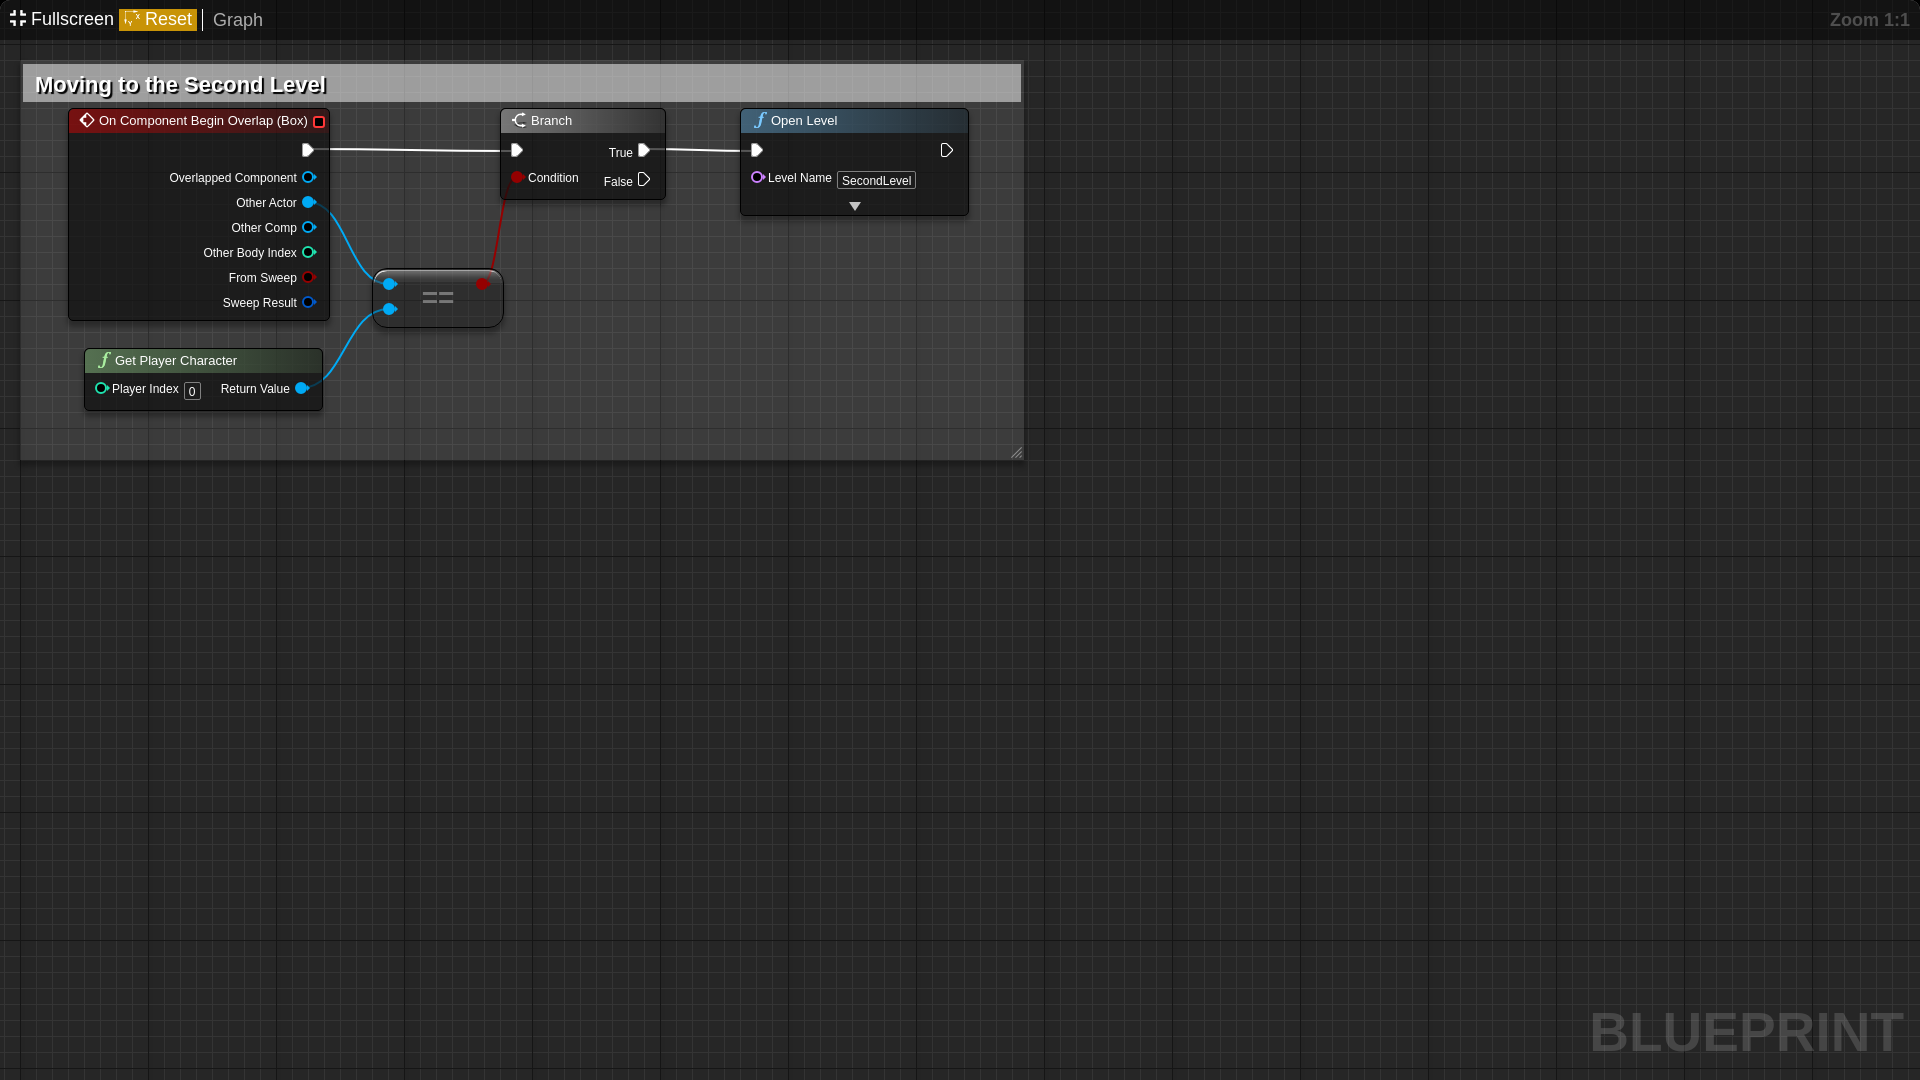 Fullscreen Reset Graph Zoom 1:1
Moving to the Second Level
On Component Begin Overlap (Box)
Overlapped Component
Other Actor
Other Comp
Other Body Index
From Sweep
Sweep Result
Branch
True
Condition
False
Open Level
Level Name SecondLevel
==
Get Player Character
Player Index 0 Return Value
BLUEPRINT